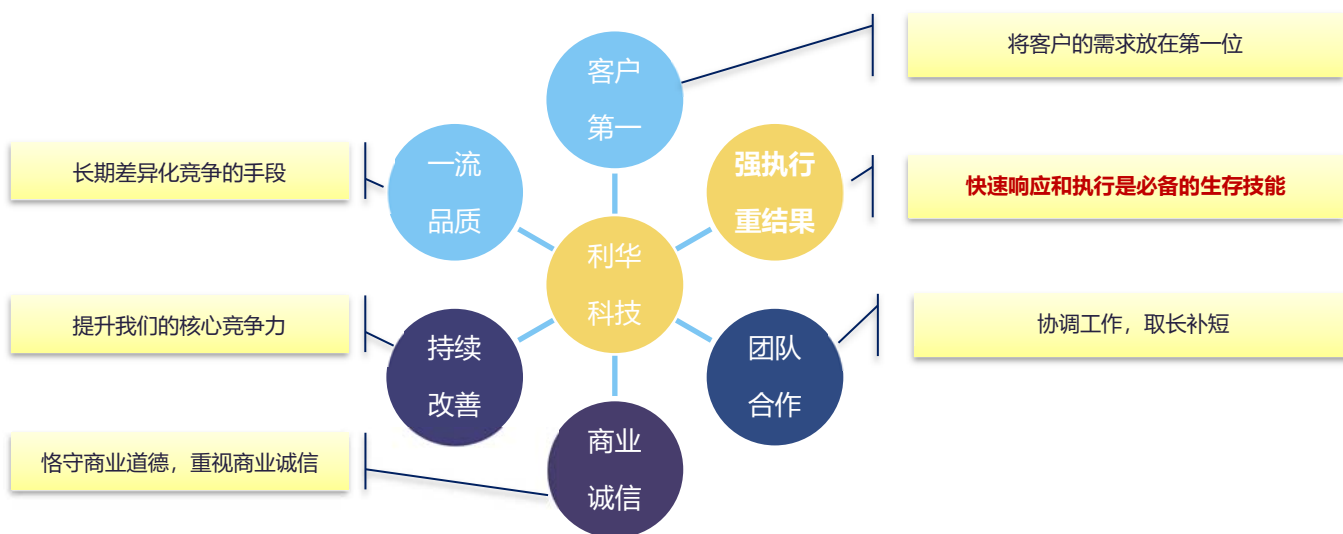 将客户的需求放在第一位
客户
第一
长期差异化竞争的手段
一流
品质
强执行
重结果
快速响应和执行是必备的生存技能
利华
科技
提升我们的核心竞争力
持续
改善
团队
合作
协调工作，取长补短
恪守商业道德，重视商业诚信
商业
诚信